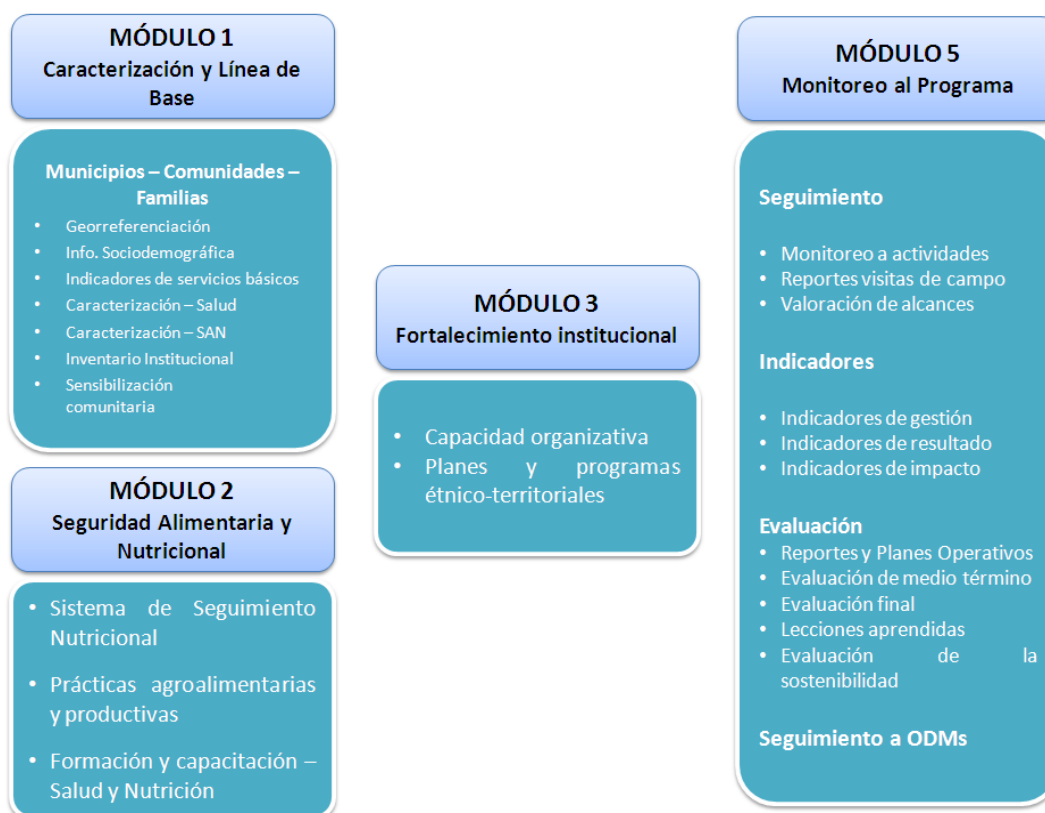 MÓDULO 1
Caracterización y Línea de
Base
Municipios – Comunidades –
Familias
• Georreferenciación
• Info. Sociodemográfica
• Indicadores de servicios básicos
• Caracterización – Salud
• Caracterización – SAN
• Inventario Institucional
• Sensibilización
comunitaria
MÓDULO 2
Seguridad Alimentaria y
Nutricional
• Sistema de Seguimiento
Nutricional
• Prácticas agroalimentarias
y productivas
• Formación y capacitación –
Salud y Nutrición
MÓDULO 3
Fortalecimiento institucional
• Capacidad organizativa
• Planes y programas
étnico-territoriales
MÓDULO 5
Monitoreo al Programa
Seguimiento
• Monitoreo a actividades
• Reportes visitas de campo
• Valoración de alcances
Indicadores
• Indicadores de gestión
• Indicadores de resultado
• Indicadores de impacto
Evaluación
• Reportes y Planes Operativos
• Evaluación de medio término
• Evaluación final
• Lecciones aprendidas
• Evaluación de la
sostenibilidad
Seguimiento a ODMs